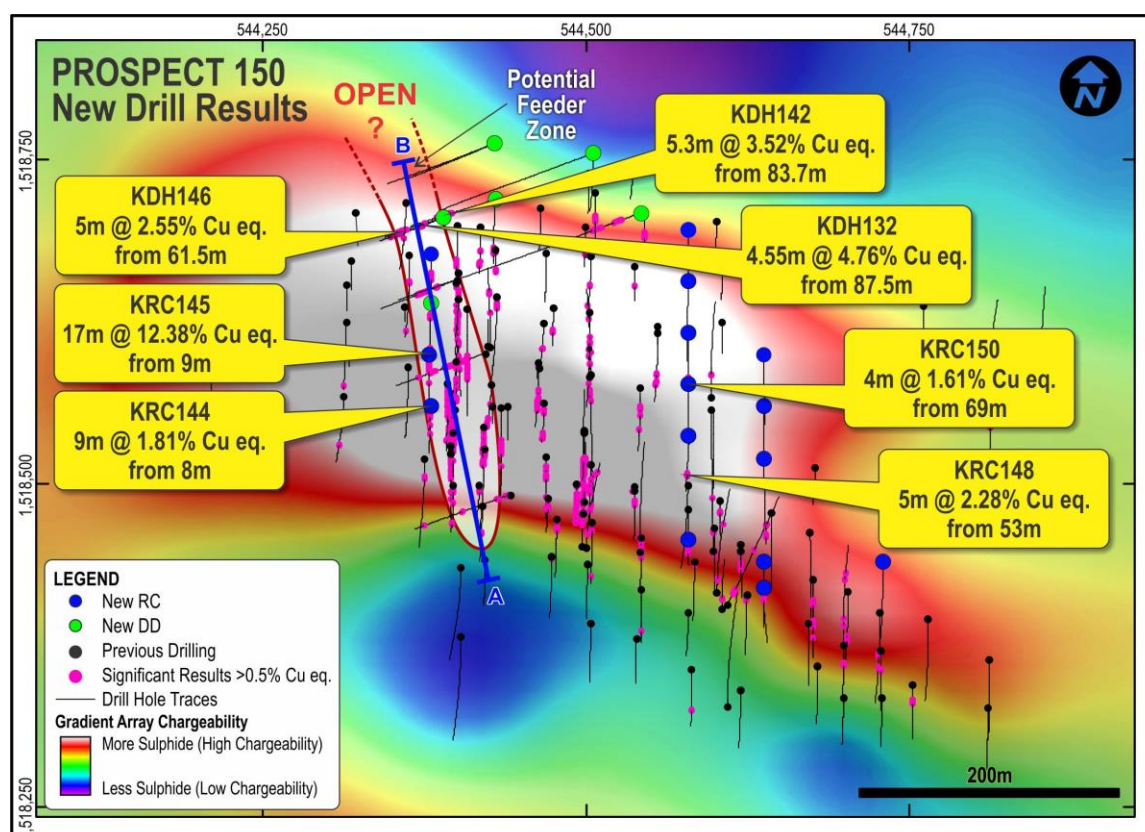 544,250
544,500
544,750
PROSPECT 150
New Drill Results
OPEN
?
Potential
Feeder
Zone
B
N
1,518,750
KDH142
5.3m @ 3.52% Cu eq.
from 83.7m
KDH146
5m @ 2.55% Cu eq.
from 61.5m
KDH132
4.55m @ 4.76% Cu eq.
from 87.5m
KRC145
17m @ 12.38% Cu eq.
from 9m
KRC150
4m @ 1.61% Cu eq.
from 69m
KRC144
9m @ 1.81% Cu eq.
from 8m
1,518,500
KRC148
5m @ 2.28% Cu eq.
from 53m
A
LEGEND
New RC
New DD
Previous Drilling
Significant Results >0.5% Cu eq.
Drill Hole Traces
Gradient Array Chargeability
More Sulphide (High Chargeability)
Less Sulphide (Low Chargeability)
200m
,518,250